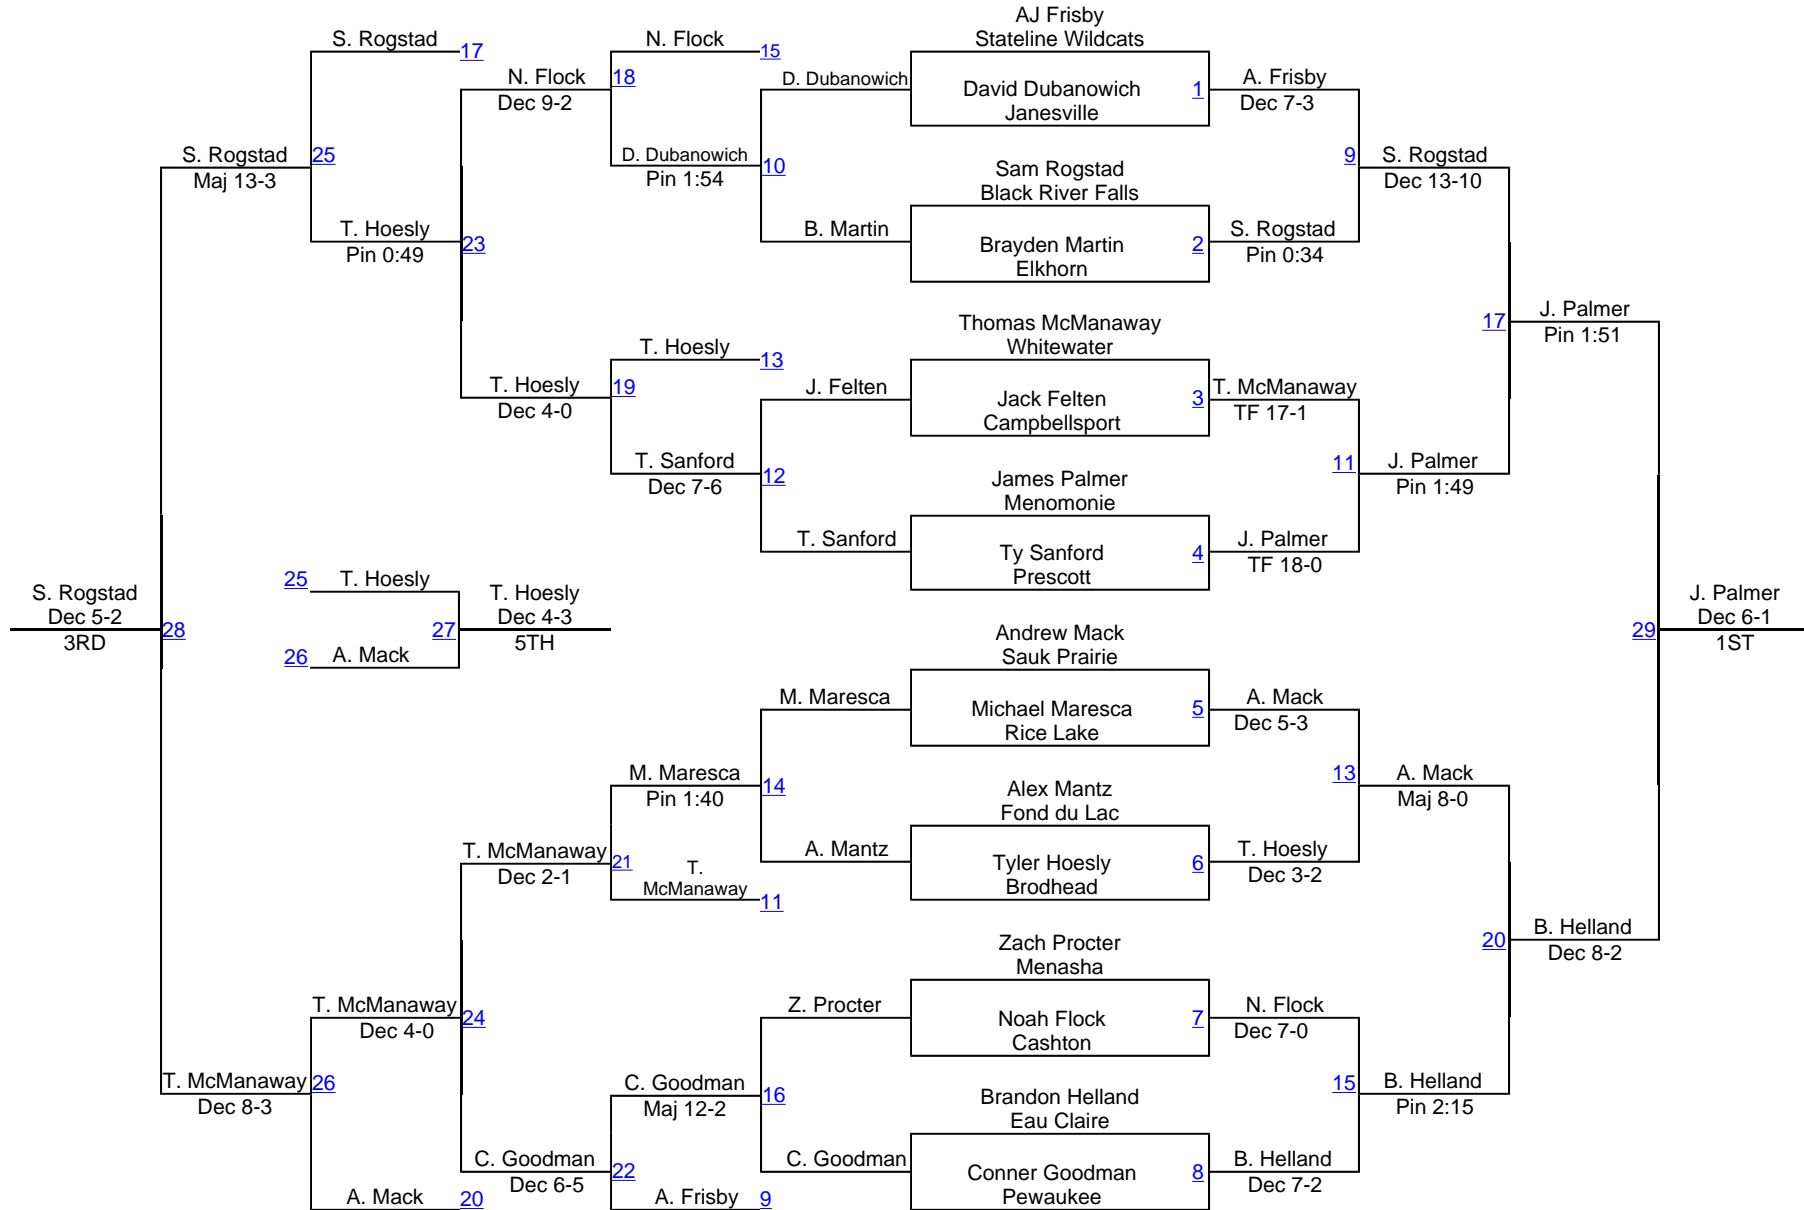 AJ Frisby
Stateline Wildcats
S. Rogstad
17
N. Flock
15
N. Flock
Dec 9-2
18
D. Dubanowich
David Dubanowich
Janesville
1
A. Frisby
Dec 7-3
S. Rogstad
Maj 13-3
25
D. Dubanowich
Pin 1:54
10
Sam Rogstad
Black River Falls
9
S. Rogstad
Dec 13-10
T. Hoesly
Pin 0:49
23
B. Martin
Brayden Martin
Elkhorn
2
S. Rogstad
Pin 0:34
Thomas McManaway
Whitewater
17
J. Palmer
Pin 1:51
T. Hoesly
13
T. Hoesly
Dec 4-0
19
J. Felten
Jack Felten
Campbellsport
3
T. McManaway
TF 17-1
T. Sanford
Dec 7-6
12
James Palmer
Menomonie
11
J. Palmer
Pin 1:49
T. Sanford
Ty Sanford
Prescott
4
J. Palmer
TF 18-0
S. Rogstad
Dec 5-2
3RD
28
25
T. Hoesly
26
A. Mack
27
T. Hoesly
Dec 4-3
5TH
29
J. Palmer
Dec 6-1
1ST
Andrew Mack
Sauk Prairie
M. Maresca
Michael Maresca
Rice Lake
5
A. Mack
Dec 5-3
M. Maresca
Pin 1:40
14
Alex Mantz
Fond du Lac
13
A. Mack
Maj 8-0
T. McManaway
Dec 2-1
21
T.
McManaway
11
A. Mantz
Tyler Hoesly
Brodhead
6
T. Hoesly
Dec 3-2
Zach Procter
Menasha
20
B. Helland
Dec 8-2
T. McManaway
Dec 4-0
24
Z. Procter
Noah Flock
Cashton
7
N. Flock
Dec 7-0
T. McManaway
Dec 8-3
26
C. Goodman
Maj 12-2
16
Brandon Helland
Eau Claire
15
B. Helland
Pin 2:15
C. Goodman
Dec 6-5
22
C. Goodman
Conner Goodman
Pewaukee
8
B. Helland
Dec 7-2
A. Mack
20
A. Frisby
9